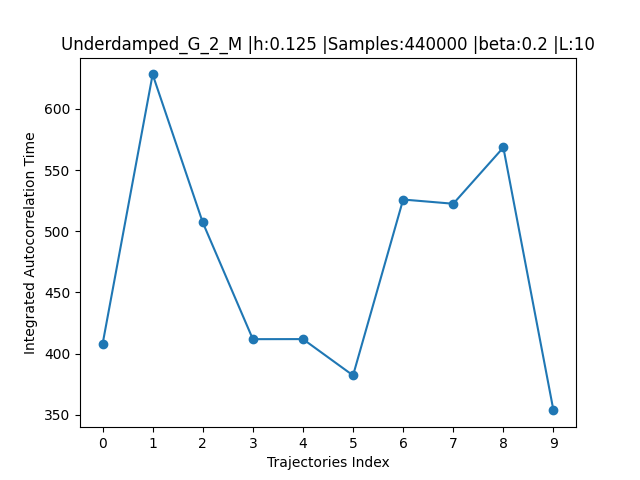 Underdamped_G_2_M |h:0.125 |Samples:440000 |beta:0.2 |L:10
Integrated Autocorrelation Time
600
550
500
450
400
350
0 1 2 3 4 5 6 7 8 9
Trajectories Index